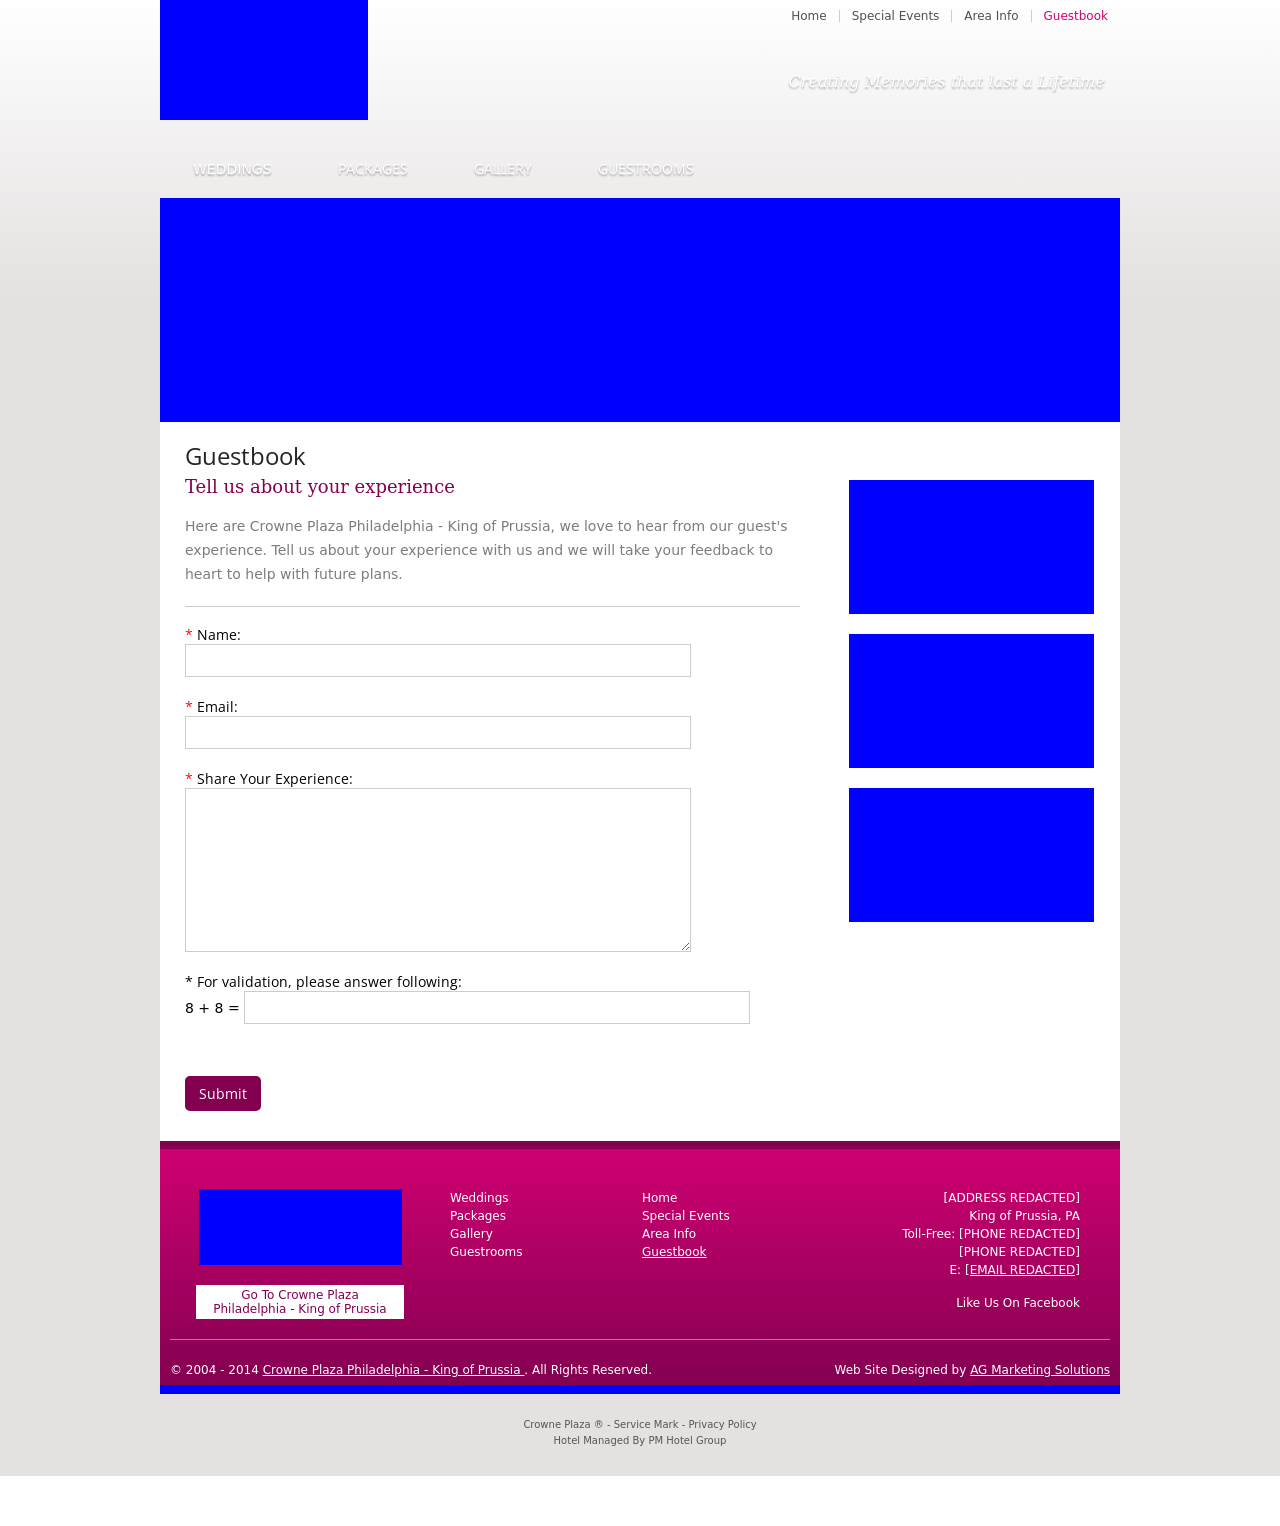 Home
Special Events
Area Info
Guestbook
Creating Memories that last a Lifetime
WEDDINGS
PACKAGES
GALLERY
GUESTROOMS
Guestbook
Tell us about your experience
Here are Crowne Plaza Philadelphia - King of Prussia, we love to hear from our guest's
experience. Tell us about your experience with us and we will take your feedback to
heart to help with future plans.
* Name:
* Email:
* Share Your Experience:
* For validation, please answer following:
8 + 8 =
Submit
Go To Crowne Plaza
Philadelphia - King of Prussia
Weddings
Packages
Gallery
Guestrooms
Home
Special Events
Area Info
Guestbook
[ADDRESS REDACTED]
King of Prussia, PA
Toll-Free: [PHONE REDACTED]
[PHONE REDACTED]
E: [EMAIL REDACTED]
Like Us On Facebook
© 2004 - 2014 Crowne Plaza Philadelphia - King of Prussia . All Rights Reserved.
Web Site Designed by AG Marketing Solutions
Crowne Plaza ® - Service Mark - Privacy Policy
Hotel Managed By PM Hotel Group